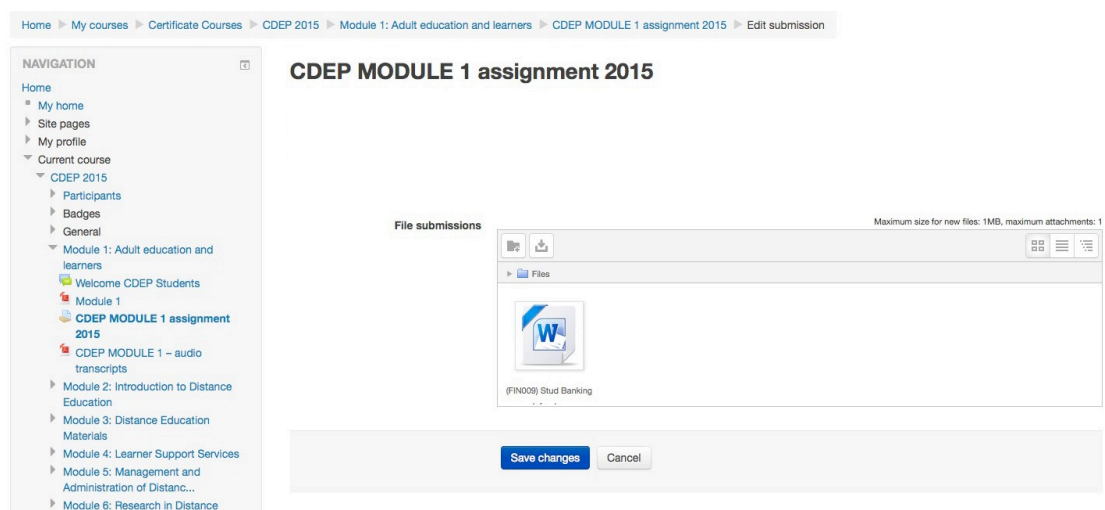 Home My courses Certificate Courses CDEP 2015 Module 1: Adult education and learners CDEP MODULE 1 assignment 2015 Edit submission
NAVIGATION
Home
My home
Site pages
My profile
Current course
CDEP 2015
Participants
Badges
General
Module 1: Adult education and
learners
Welcome CDEP Students
Module 1
CDEP MODULE 1 assignment
2015
CDEP MODULE 1 – audio
transcripts
Module 2: Introduction to Distance
Education
Module 3: Distance Education
Materials
Module 4: Learner Support Services
Module 5: Management and
Administration of Distanc...
Module 6: Research in Distance
CDEP MODULE 1 assignment 2015
File submissions
Maximum size for new files: 1MB, maximum attachments: 1
Files
W
(FIN009) Stud Banking
Save changes
Cancel